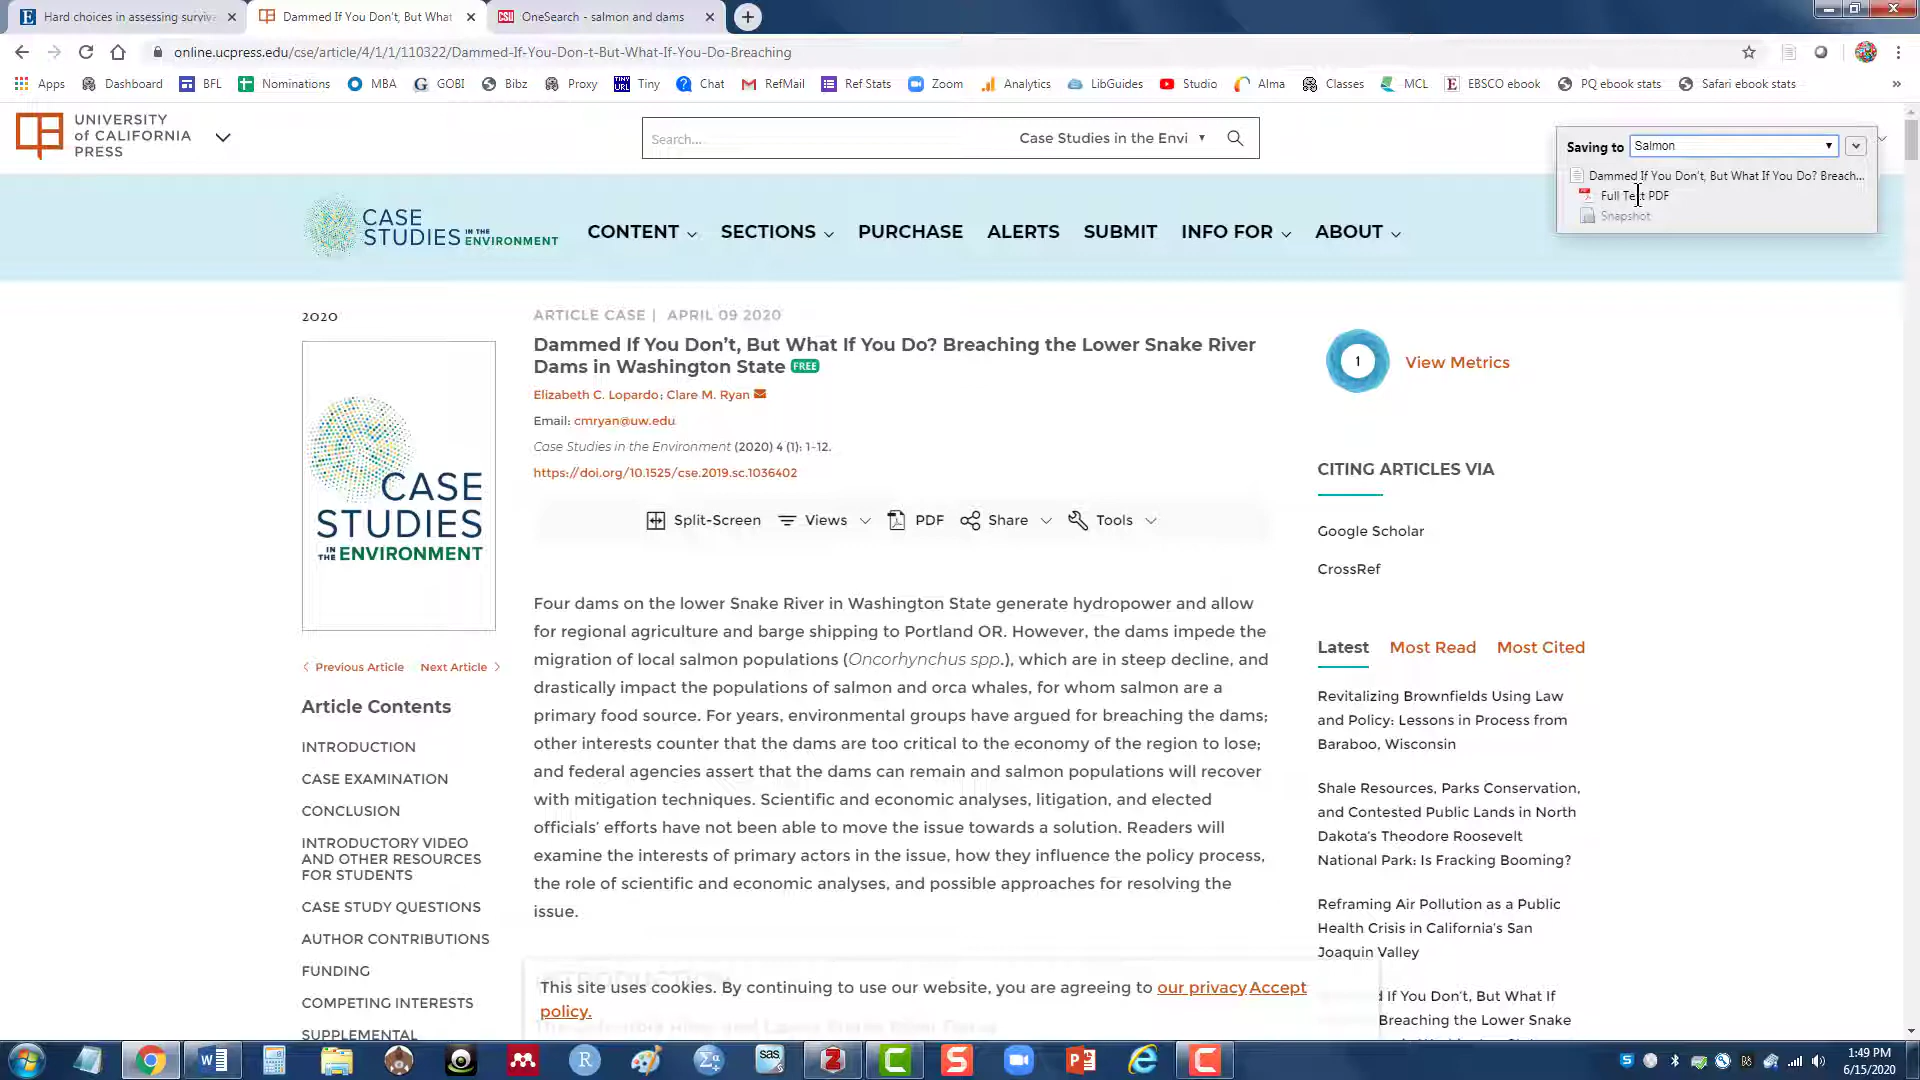 Hard choices in assessing surviv
Dammed If You Don't, But What
OneSearch - salmon and dams
online.ucpress.edu/cse/article/4/1/1/110322/Dammed-If-You-Don-t-But-What-If-You-Do-Breaching
Apps Dashboard BFL Nominations MBA GOBI Bibz Proxy Tiny Chat RefMail Ref Stats Zoom Analytics LibGuides Studio Alma Classes MCL EBSCO ebook PQ ebook stats Safari ebook stats »
UNIVERSITY
of CALIFORNIA
PRESS
Search...
Case Studies in the Envi
Saving to Salmon
Dammed If You Don't, But What If You Do? Breach...
Full Text PDF
Snapshot
CASE
STUDIES IN THE ENVIRONMENT
CONTENT SECTIONS PURCHASE ALERTS SUBMIT INFO FOR ABOUT
2020
CASE
STUDIES
IN THE ENVIRONMENT
Previous Article Next Article
Article Contents
INTRODUCTION
CASE EXAMINATION
CONCLUSION
INTRODUCTORY VIDEO
AND OTHER RESOURCES
FOR STUDENTS
CASE STUDY QUESTIONS
AUTHOR CONTRIBUTIONS
FUNDING
COMPETING INTERESTS
SUPPLEMENTAL
ARTICLE CASE | APRIL 09 2020
Dammed If You Don't, But What If You Do? Breaching the Lower Snake River
Dams in Washington State FREE
Elizabeth C. Lopardo; Clare M. Ryan
Email: cmryan@uw.edu
Case Studies in the Environment (2020) 4 (1): 1–12.
https://doi.org/10.1525/cse.2019.sc.1036402
Split-Screen Views PDF Share Tools
Four dams on the lower Snake River in Washington State generate hydropower and allow
for regional agriculture and barge shipping to Portland OR. However, the dams impede the
migration of local salmon populations (Oncorhynchus spp.), which are in steep decline, and
drastically impact the populations of salmon and orca whales, for whom salmon are a
primary food source. For years, environmental groups have argued for breaching the dams;
other interests counter that the dams are too critical to the economy of the region to lose;
and federal agencies assert that the dams can remain and salmon populations will recover
with mitigation techniques. Scientific and economic analyses, litigation, and elected
officials' efforts have not been able to move the issue towards a solution. Readers will
examine the interests of primary actors in the issue, how they influence the policy process,
the role of scientific and economic analyses, and possible approaches for resolving the
issue.
This site uses cookies. By continuing to use our website, you are agreeing to our privacy Accept
policy.
1
View Metrics
CITING ARTICLES VIA
Google Scholar
CrossRef
Latest Most Read Most Cited
Revitalizing Brownfields Using Law
and Policy: Lessons in Process from
Baraboo, Wisconsin
Shale Resources, Parks Conservation,
and Contested Public Lands in North
Dakota's Theodore Roosevelt
National Park: Is Fracking Booming?
Reframing Air Pollution as a Public
Health Crisis in California's San
Joaquin Valley
d If You Don't, But What If
Breaching the Lower Snake
1:49 PM
6/15/2020